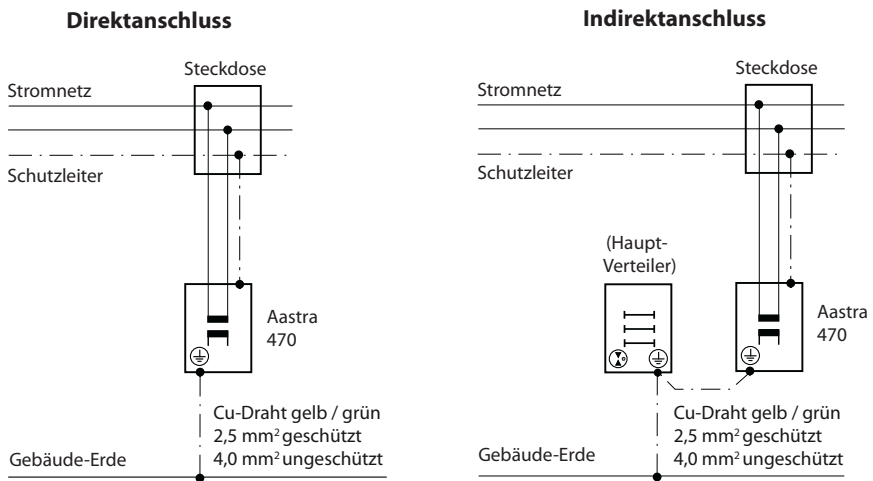 Direktanschluss
Steckdose
Stromnetz
Schutzleiter
Aastra
470
Cu-Draht gelb / grün
2,5 mm² geschützt
4,0 mm² ungeschützt
Gebäude-Erde
Indirektanschluss
Steckdose
Stromnetz
Schutzleiter
(Haupt-
Verteiler)
Aastra
470
Cu-Draht gelb / grün
2,5 mm² geschützt
4,0 mm² ungeschützt
Gebäude-Erde